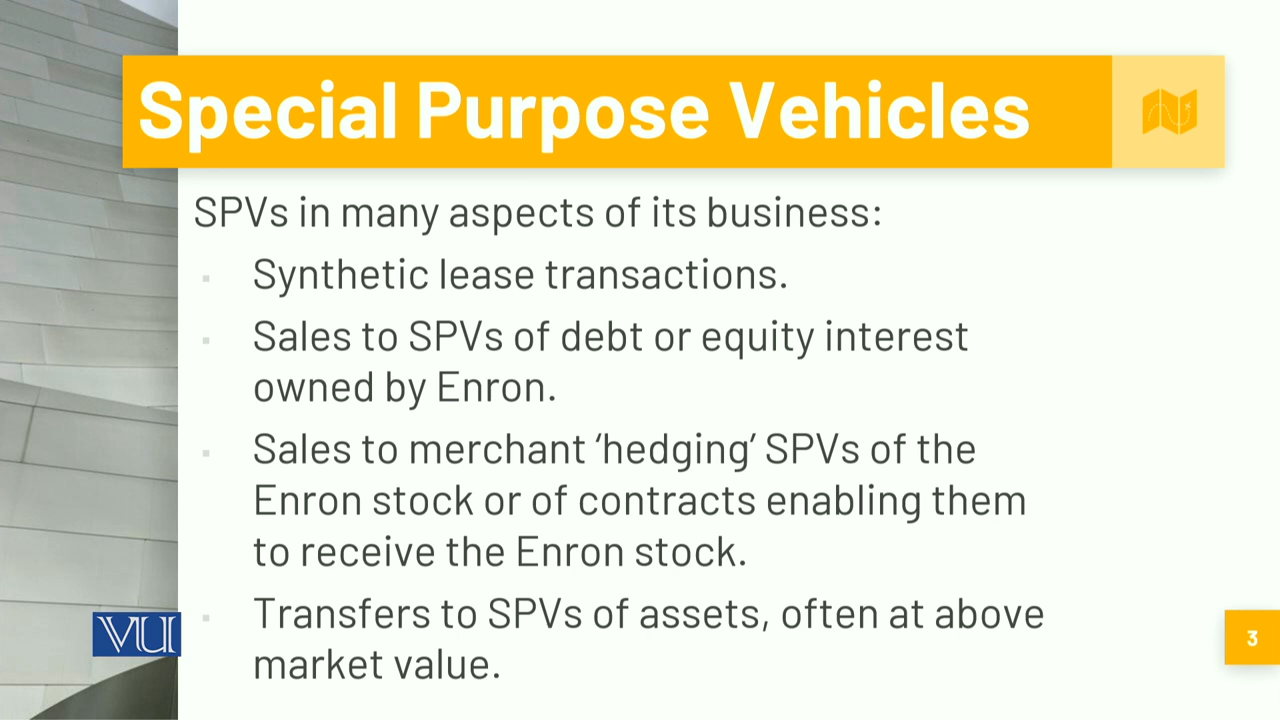 Special Purpose Vehicles
SPVs in many aspects of its business:
▪ Synthetic lease transactions.
▪ Sales to SPVs of debt or equity interest
owned by Enron.
▪ Sales to merchant ‘hedging’ SPVs of the
Enron stock or of contracts enabling them
to receive the Enron stock.
▪ Transfers to SPVs of assets, often at above
market value.
VU
3